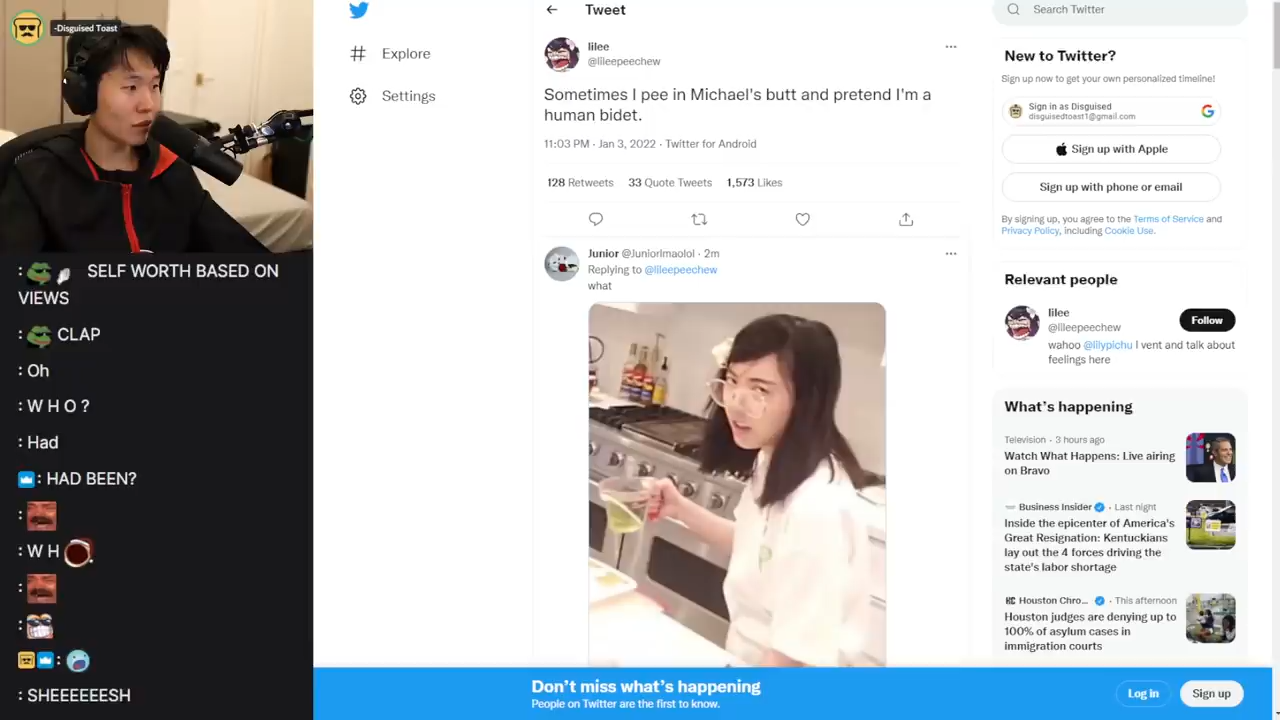 -Disguised Toast
: SELF WORTH BASED ON
VIEWS
: CLAP
: Oh
: W H O ?
: Had
: HAD BEEN?
:
: W H
:
:
:
: SHEEEEEESH
Explore
Settings
Tweet
lilee
@lileepeechew
Sometimes I pee in Michael's butt and pretend I'm a
human bidet.
11:03 PM · Jan 3, 2022 · Twitter for Android
128 Retweets 33 Quote Tweets 1,573 Likes
Junior @Juniorlmaolol · 2m
Replying to @lileepeechew
what
Search Twitter
New to Twitter?
Sign up now to get your own personalized timeline!
Sign in as Disguised
disguisedtoast1@gmail.com
Sign up with Apple
Sign up with phone or email
By signing up, you agree to the Terms of Service and
Privacy Policy, including Cookie Use.
Relevant people
lilee
@lileepeechew
Follow
wahoo @lilypichu I vent and talk about
feelings here
What's happening
Television · 3 hours ago
Watch What Happens: Live airing
on Bravo
Business Insider · Last night
Inside the epicenter of America's
Great Resignation: Kentuckians
lay out the 4 forces driving the
state's labor shortage
Houston Chro... · This afternoon
Houston judges are denying up to
100% of asylum cases in
immigration courts
Don't miss what's happening
People on Twitter are the first to know.
Log in
Sign up